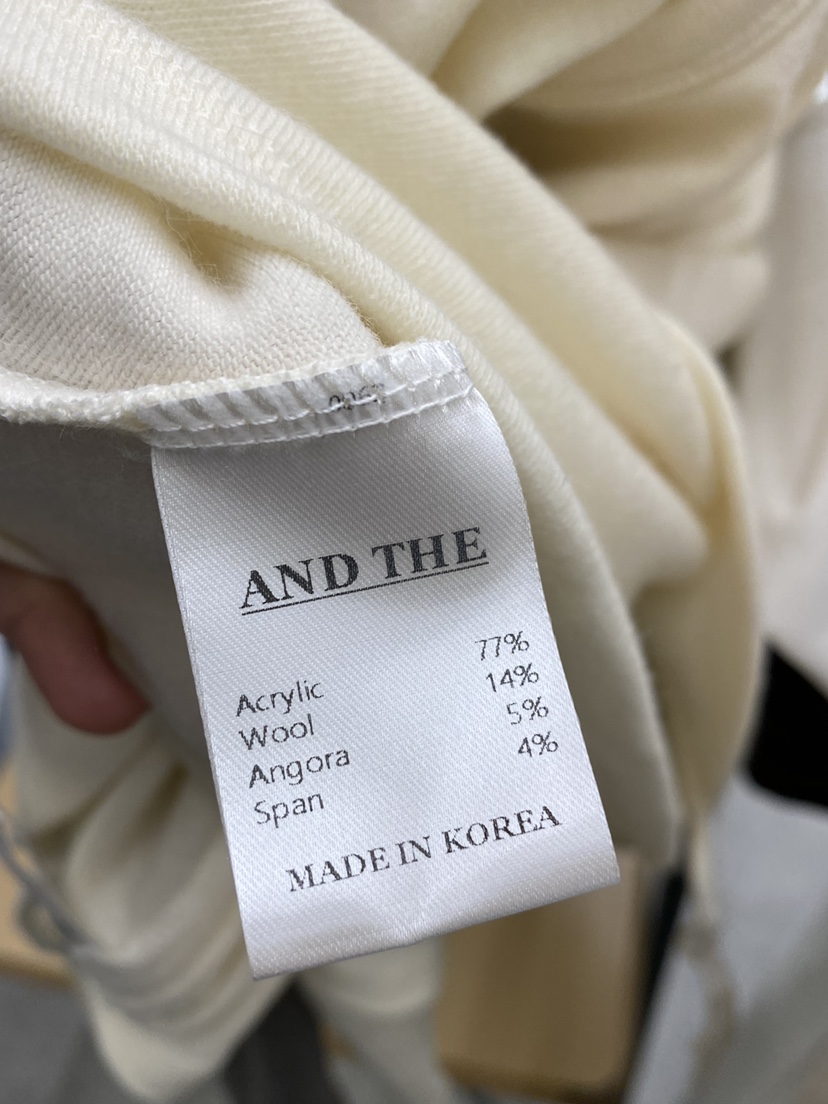 AND THE
Acrylic 77%
Wool 14%
Angora 5%
Span 4%
MADE IN KOREA